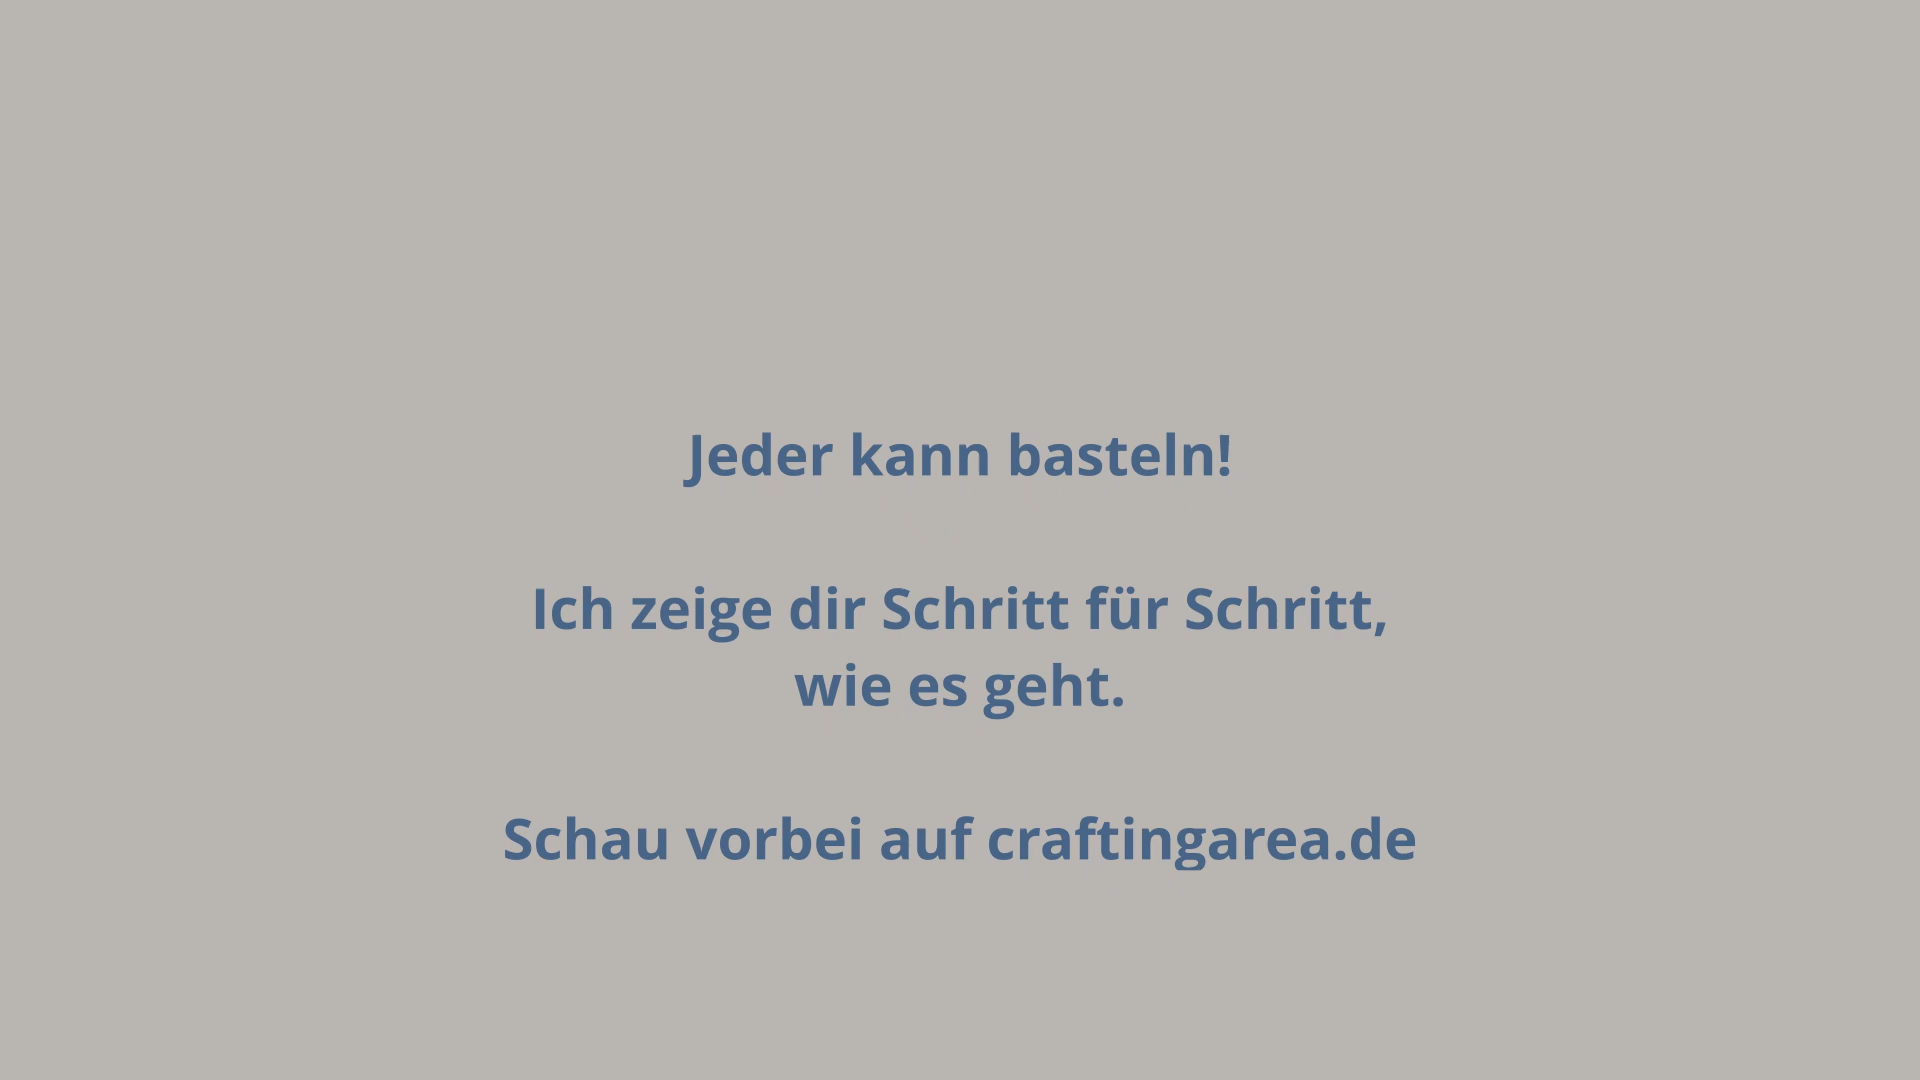 Jeder kann basteln!
Ich zeige dir Schritt für Schritt,
wie es geht.
Schau vorbei auf craftingarea.de